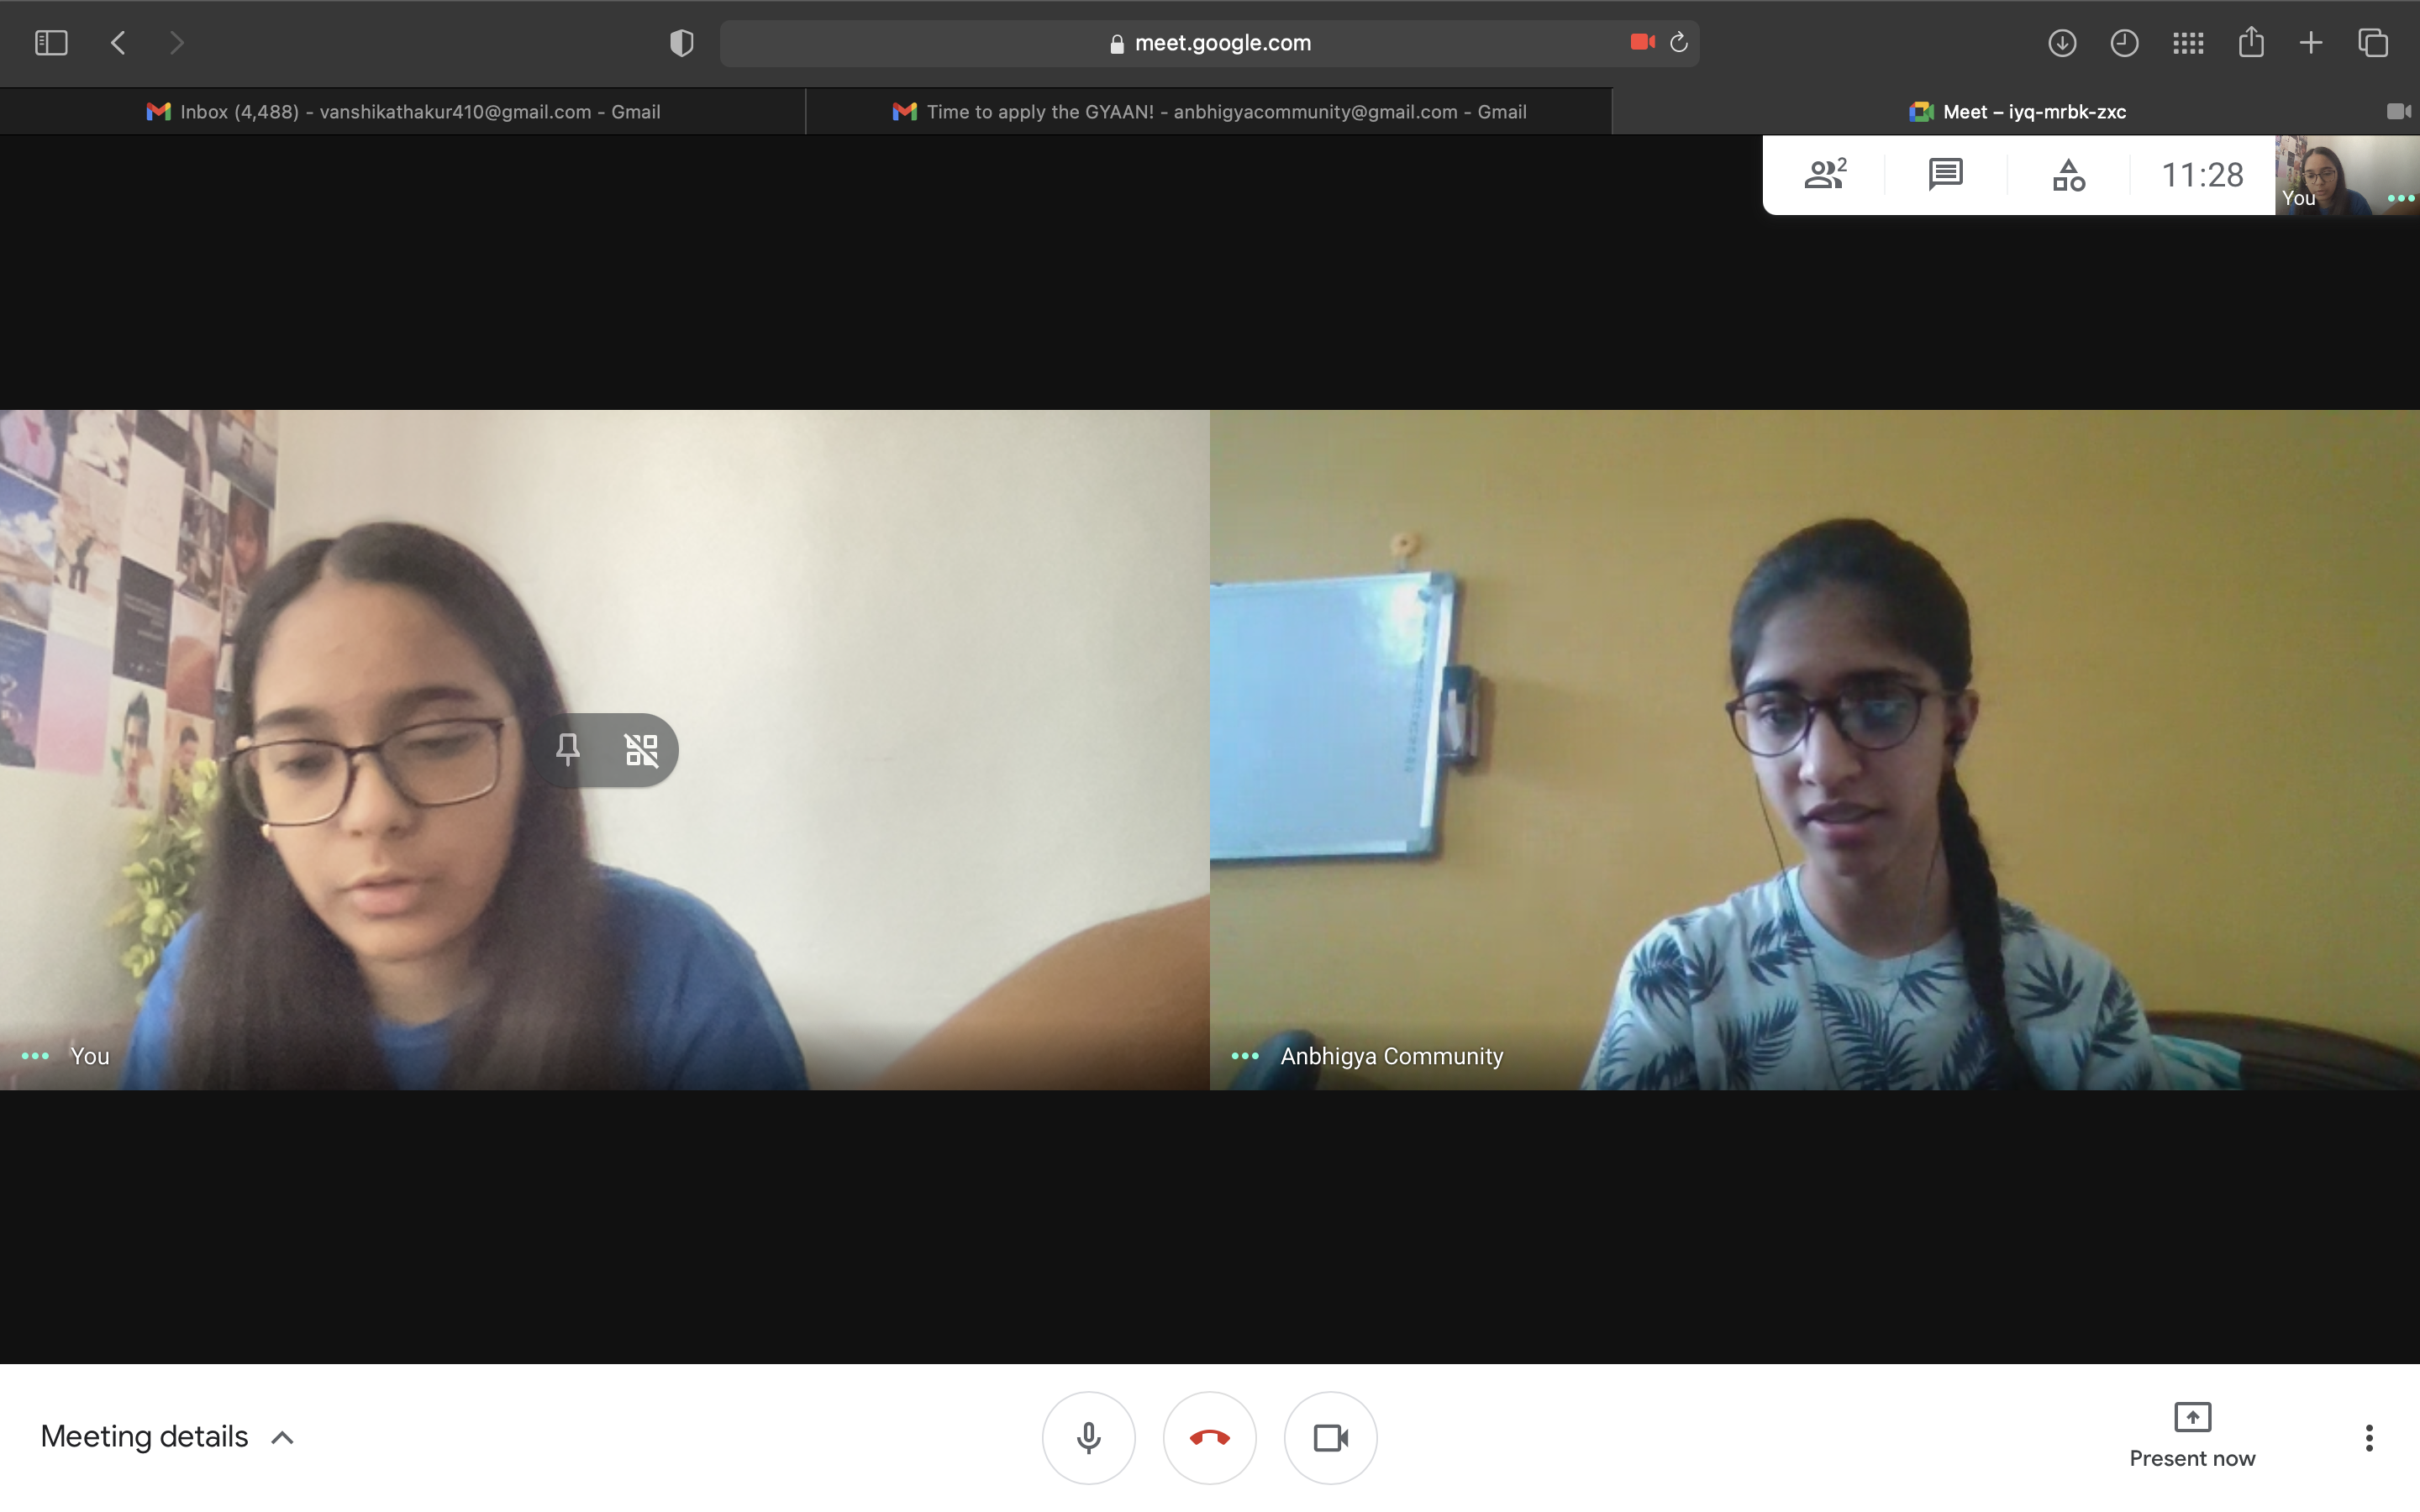 meet.google.com
Inbox (4,488) - vanshikathakur410@gmail.com - Gmail
Time to apply the GYAAN! - anbhigyacommunity@gmail.com - Gmail
Meet – iyq-mrbk-zxc
2
11:28
You
You
Anbhigya Community
Meeting details
Present now